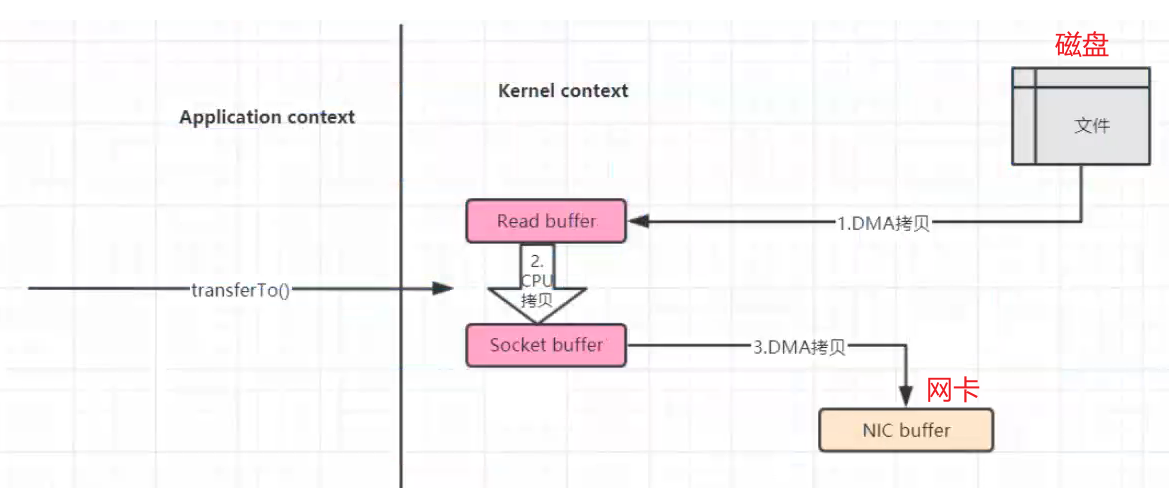 磁盘
Kernel context
Application context
文件
Read buffer
1.DMA拷贝
2.
CPU
拷贝
transferTo()
Socket buffer
3.DMA拷贝
网卡
NIC buffer